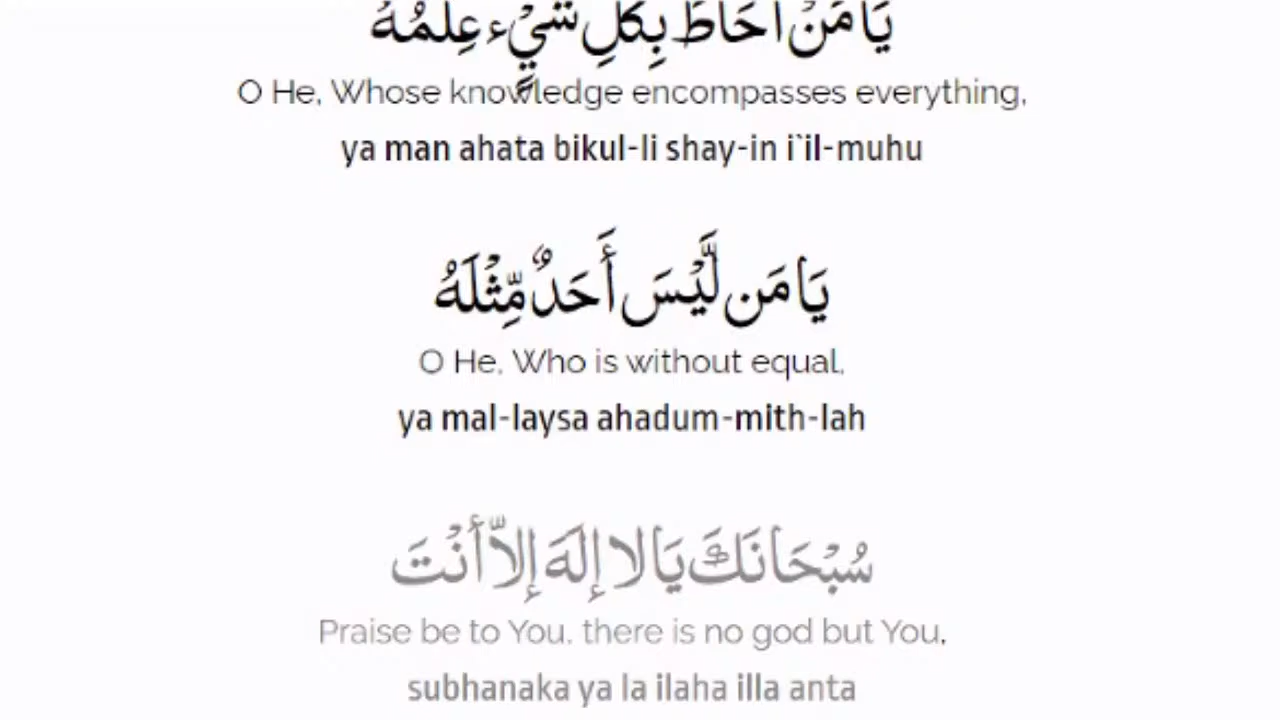 يَا مَنْ أَحَاطَ بِكُلِ شَيْءٍ عِلْمُهُ
O He, Whose knowledge encompasses everything,
ya man ahata bikul-li shay-in i`il-muhu
يَا مَن لَّيْسَ أَحَدٌ مِّثْلَهُ
O He, Who is without equal,
ya mal-laysa ahadum-mith-lah
سُبْحَانَكَ يَا لا إِلَهَ إِلاّ أَنْتَ
Praise be to You, there is no god but You,
subhanaka ya la ilaha illa anta